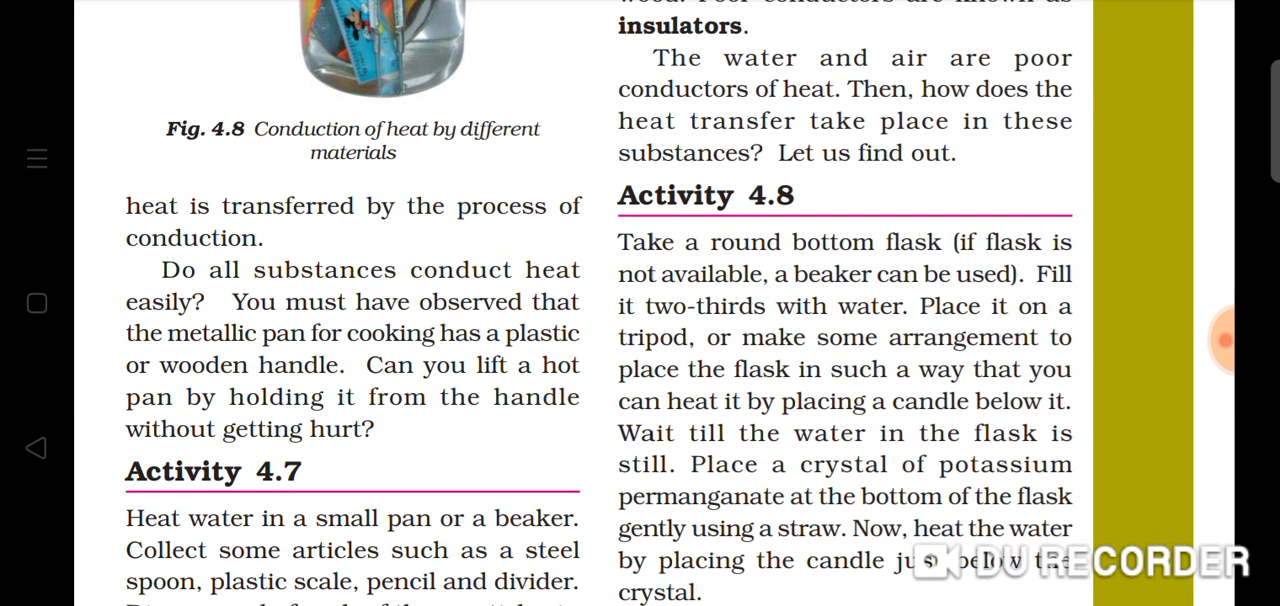 Fig. 4.8 Conduction of heat by different
materials
heat is transferred by the process of
conduction.
Do all substances conduct heat
easily? You must have observed that
the metallic pan for cooking has a plastic
or wooden handle. Can you lift a hot
pan by holding it from the handle
without getting hurt?
Activity 4.7
Heat water in a small pan or a beaker.
Collect some articles such as a steel
spoon, plastic scale, pencil and divider.
insulators.
The water and air are poor
conductors of heat. Then, how does the
heat transfer take place in these
substances? Let us find out.
Activity 4.8
Take a round bottom flask (if flask is
not available, a beaker can be used). Fill
it two-thirds with water. Place it on a
tripod, or make some arrangement to
place the flask in such a way that you
can heat it by placing a candle below it.
Wait till the water in the flask is
still. Place a crystal of potassium
permanganate at the bottom of the flask
gently using a straw. Now, heat the water
by placing the candle just below the
crystal.
DU RECORDER